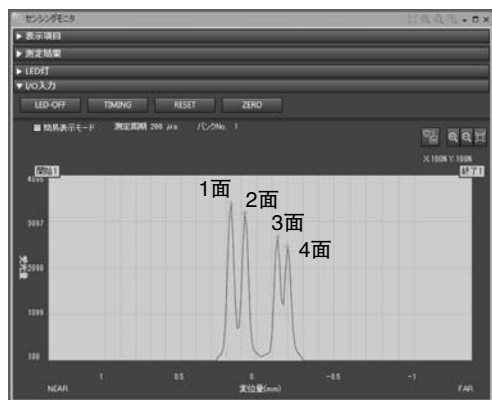 センシングモニタ
▶ 表示項目
▶ 測定結果
▶ LED灯
▼ I/O入力
LED-OFF TIMING RESET ZERO
簡易表示モード 測定周期 200 μs バンクNo. 1
X:100% Y:100%
開始1 終了1
4095
1面
2面
3面
4面
3097
2098
1099
100
受光量
1 0.5 0 -0.5 -1
NEAR 変位量(mm) FAR